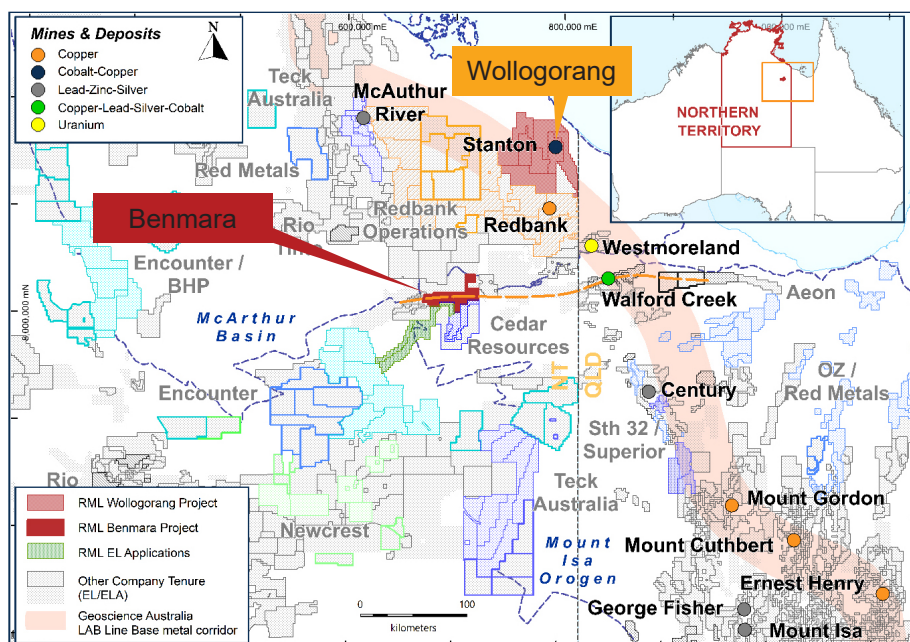 Mines & Deposits
Copper
Cobalt-Copper
Lead-Zinc-Silver
Copper-Lead-Silver-Cobalt
Uranium
N
600,000 mE
800,000 mE
Teck
Australia
McAuthur
River
Wollogorang
NORTHERN
TERRITORY
Stanton
Red Metals
Benmara
Redbank
Operations
Redbank
Rio
Westmoreland
Encounter /
BHP
Walford Creek
Aeon
8,000,000 mN
McArthur
Basin
Cedar
Resources
NT
QLD
OZ /
Red Metals
Encounter
Century
Sth 32 /
Superior
Rio
Teck
Australia
Mount Gordon
Newcrest
Mount Cuthbert
Mount
Isa
Orogen
Ernest Henry
George Fisher
Mount Isa
RML Wollogorang Project
RML Benmara Project
RML EL Applications
Other Company Tenure
(EL/ELA)
Geoscience Australia
LAB Line Base metal corridor
0
100
kilometers